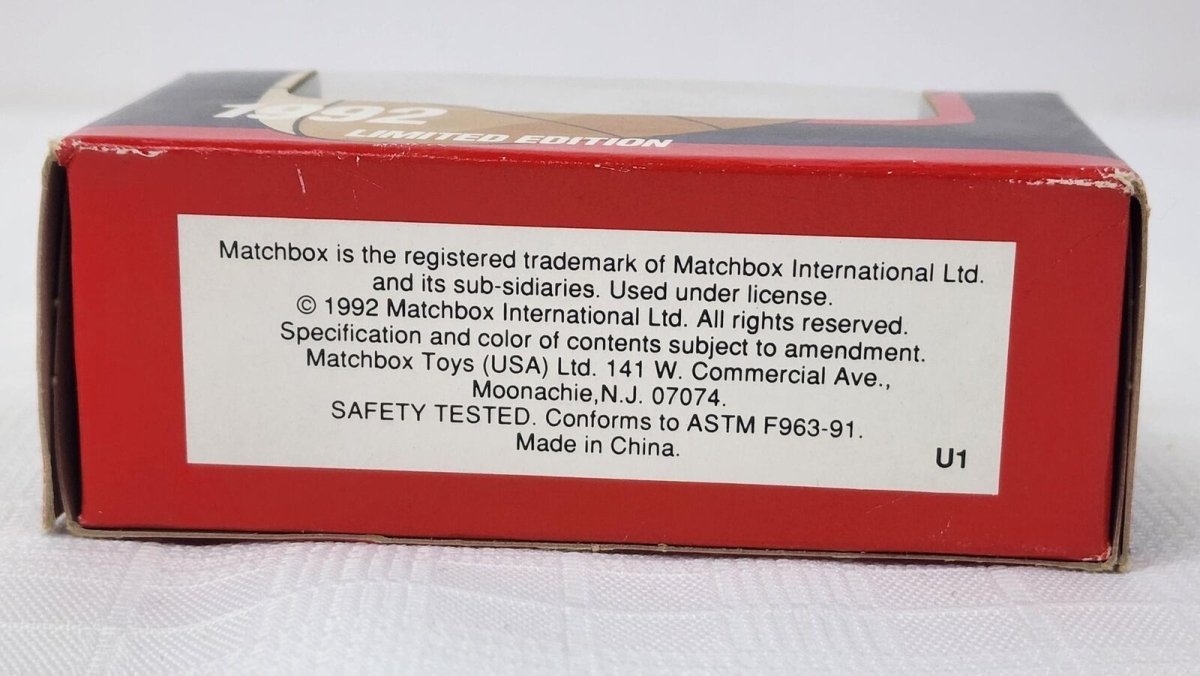 1992
LIMITED EDITION
Matchbox is the registered trademark of Matchbox International Ltd.
and its sub-sidiaries. Used under license.
© 1992 Matchbox International Ltd. All rights reserved.
Specification and color of contents subject to amendment.
Matchbox Toys (USA) Ltd. 141 W. Commercial Ave.,
Moonachie,N.J. 07074.
SAFETY TESTED. Conforms to ASTM F963-91.
Made in China.
U1